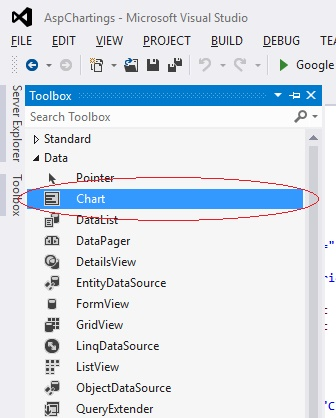 AspChartings - Microsoft Visual Studio
FILE EDIT VIEW PROJECT BUILD DEBUG TEAM
Google
Server Explorer
Toolbox
Toolbox
Search Toolbox
Standard
Data
Pointer
Chart
DataList
DataPager
DetailsView
EntityDataSource
FormView
GridView
LinqDataSource
ListView
ObjectDataSource
QueryExtender